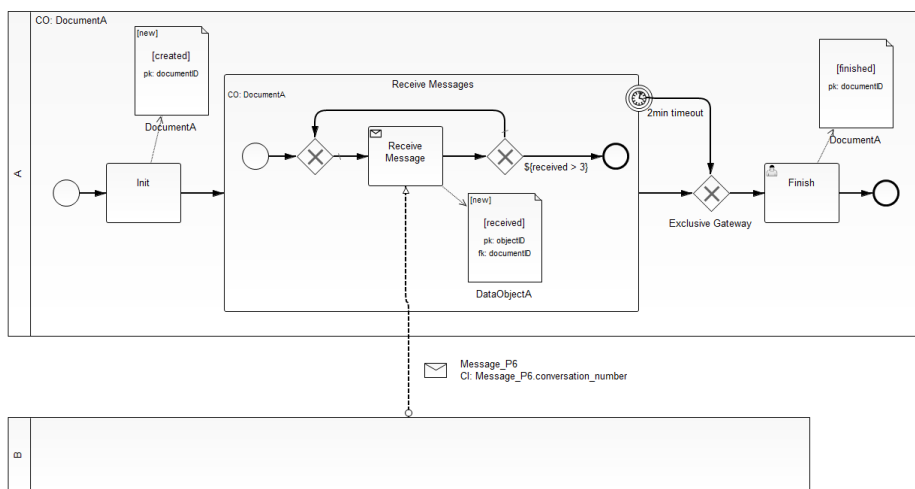 CO: DocumentA
[new]
[created]
pk: documentID
DocumentA
[finished]
pk: documentID
DocumentA
Receive Messages
CO: DocumentA
2min timeout
Receive
Message
${received > 3}
Init
Exclusive Gateway
Finish
[new]
[received]
pk: objectID
fk: documentID
DataObjectA
A
Message_P6
CI: Message_P6.conversation_number
B